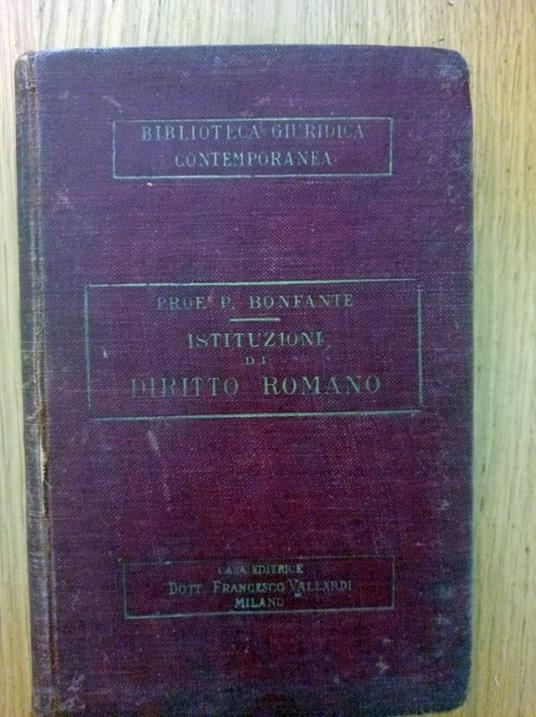 BIBLIOTECA GIURIDICA
CONTEMPORANEA
PROF. P. BONFANTE
ISTITUZIONI
DI
DIRITTO ROMANO
CASA EDITRICE
DOTT. FRANCESCO VALLARDI
MILANO